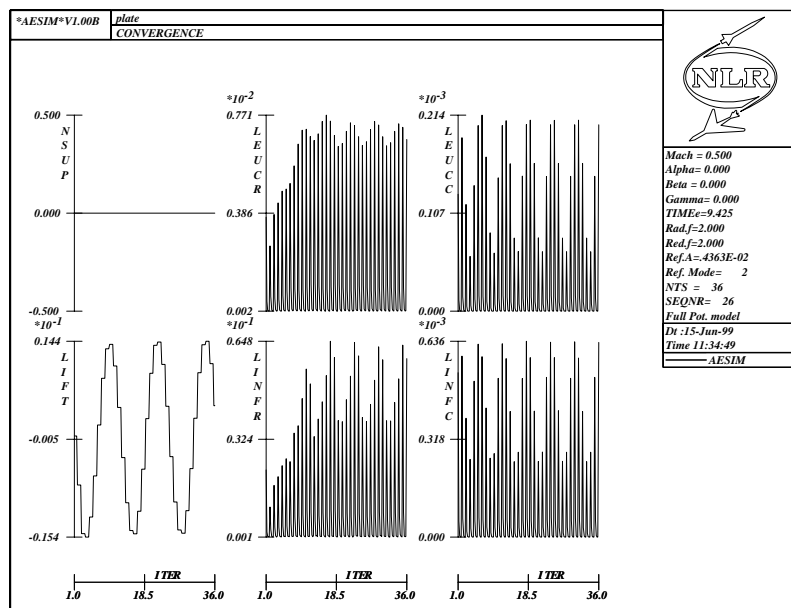 *AESIM*V1.00B
plate
CONVERGENCE
NLR
Mach = 0.500
Alpha= 0.000
Beta = 0.000
Gamma= 0.000
TIMEe=9.425
Rad.f=2.000
Red.f=2.000
Ref.A=.4363E-02
Ref. Mode= 2
NTS = 36
SEQNR= 26
Full Pot. model
Dt :15-Jun-99
Time 11:34:49
AESIM
0.500
0.000
-0.500
NSUP
*10-2
0.771
0.386
0.002
LEUCR
*10-3
0.214
0.107
0.000
LEUCC
*10-1
0.144
-0.005
-0.154
LIFT
*10-1
0.648
0.324
0.001
LINFR
*10-3
0.636
0.318
0.000
LINFC
ITER
1.0 18.5 36.0
ITER
1.0 18.5 36.0
ITER
1.0 18.5 36.0